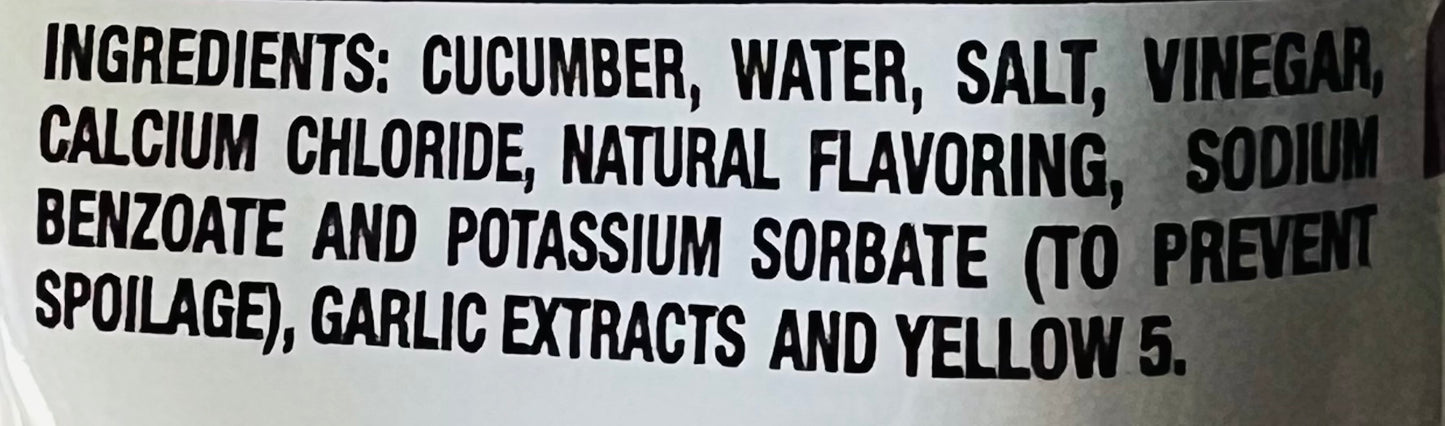 INGREDIENTS: CUCUMBER, WATER, SALT, VINEGAR,
CALCIUM CHLORIDE, NATURAL FLAVORING, SODIUM
BENZOATE AND POTASSIUM SORBATE (TO PREVENT
SPOILAGE), GARLIC EXTRACTS AND YELLOW 5.